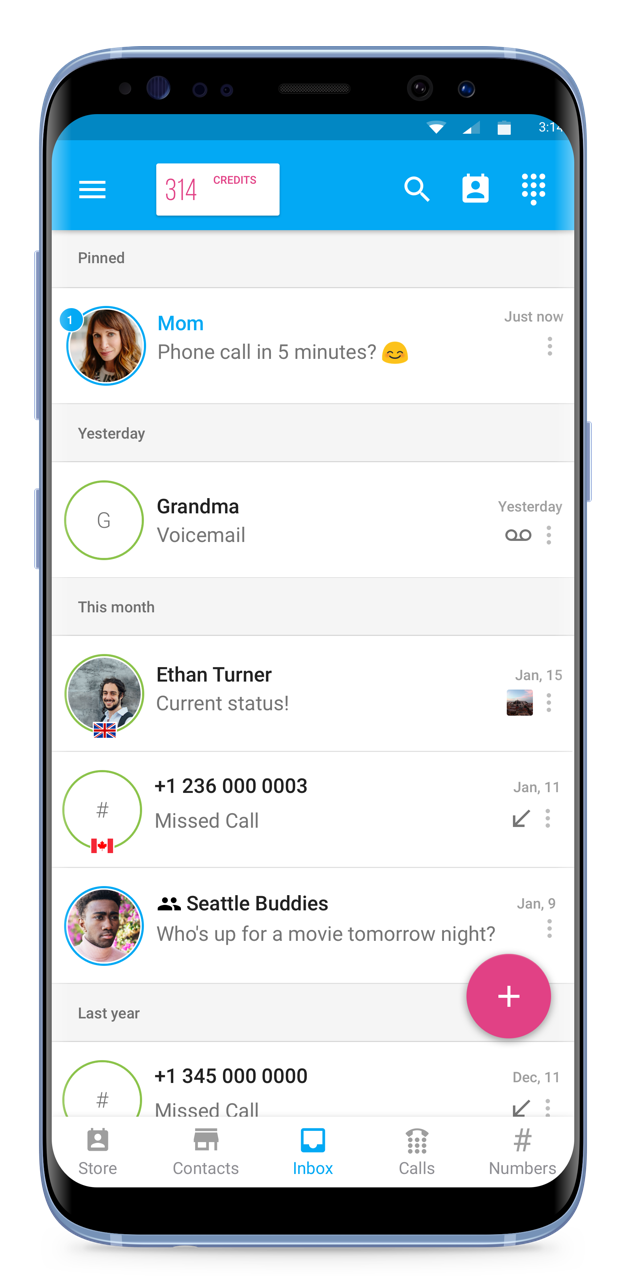 3:14
314 CREDITS
Pinned
1
Mom
Just now
Phone call in 5 minutes? 😊
Yesterday
G
Grandma
Yesterday
Voicemail
This month
Ethan Turner
Jan, 15
Current status!
#
+1 236 000 0003
Jan, 11
Missed Call
Seattle Buddies
Jan, 9
Who's up for a movie tomorrow night?
+
Last year
#
+1 345 000 0000
Dec, 11
Missed Call
Store Contacts Inbox Calls # Numbers